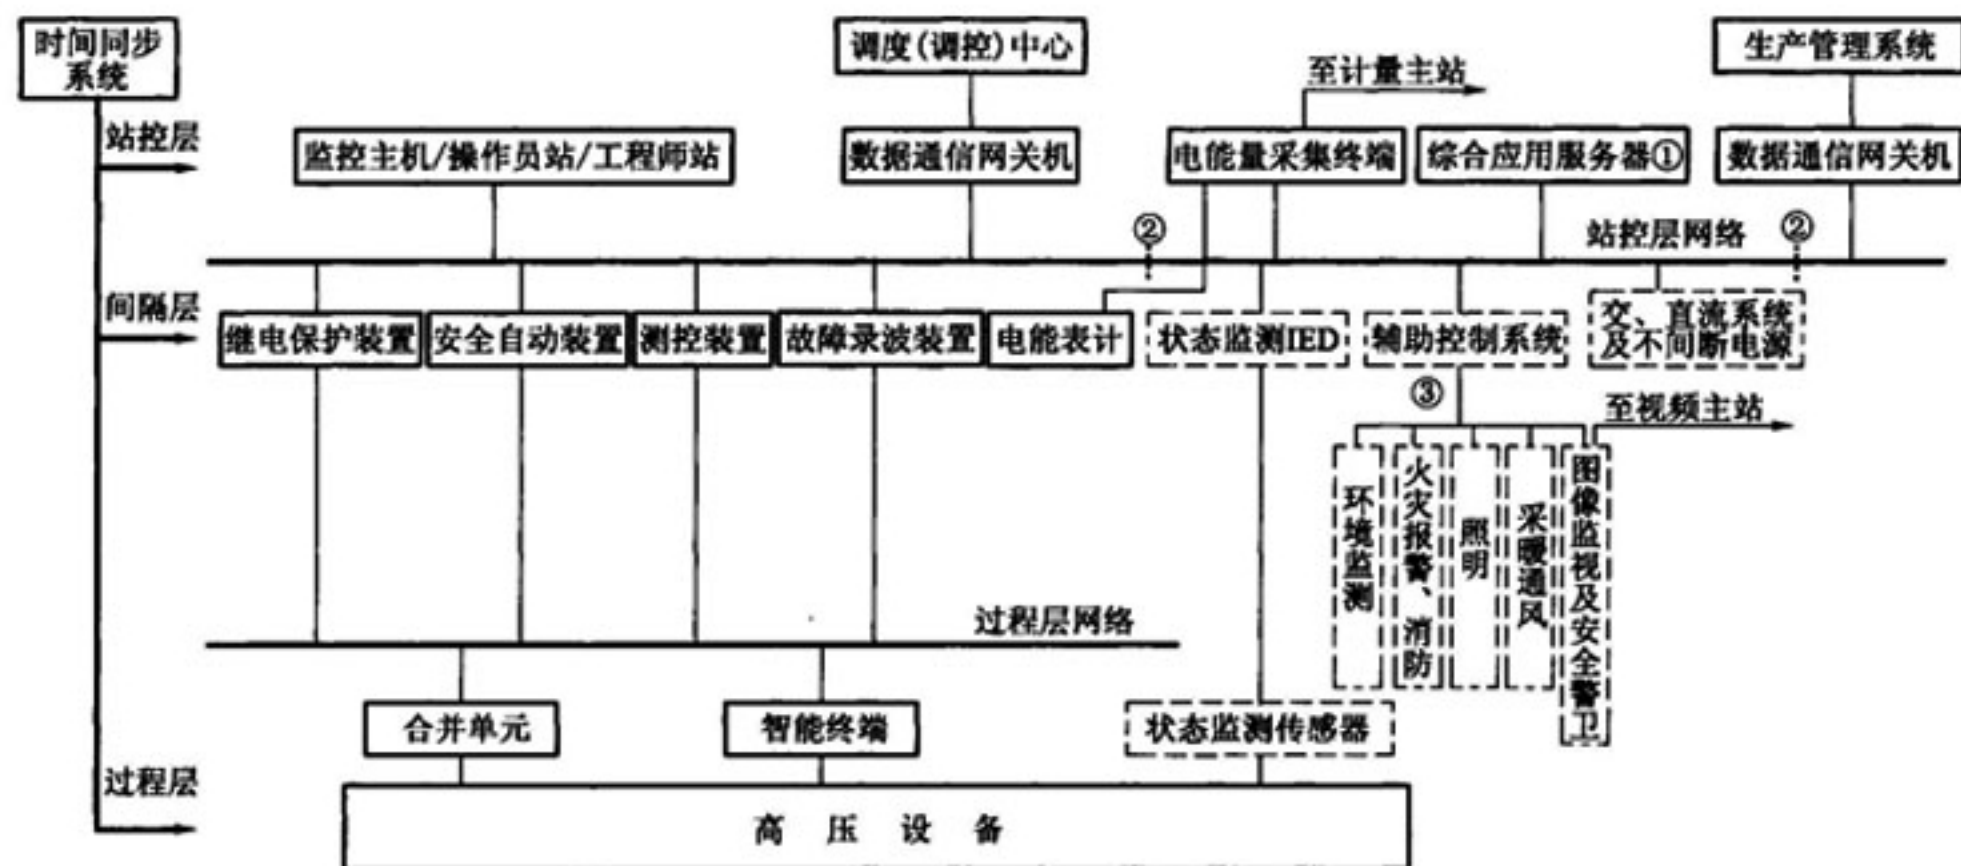 时间同步
系统
调度(调控)中心
生产管理系统
至计量主站
站控层
监控主机/操作员站/工程师站
数据通信网关机
电能量采集终端
综合应用服务器①
数据通信网关机
②
站控层网络
②
间隔层
继电保护装置
安全自动装置
测控装置
故障录波装置
电能表计
状态监测IED
辅助控制系统
交、直流系统
及不间断电源
③
至视频主站
环境监测
火灾报警、消防
照明
采暖通风
图像监视及安全警卫
过程层网络
合并单元
智能终端
状态监测传感器
过程层
高压设备